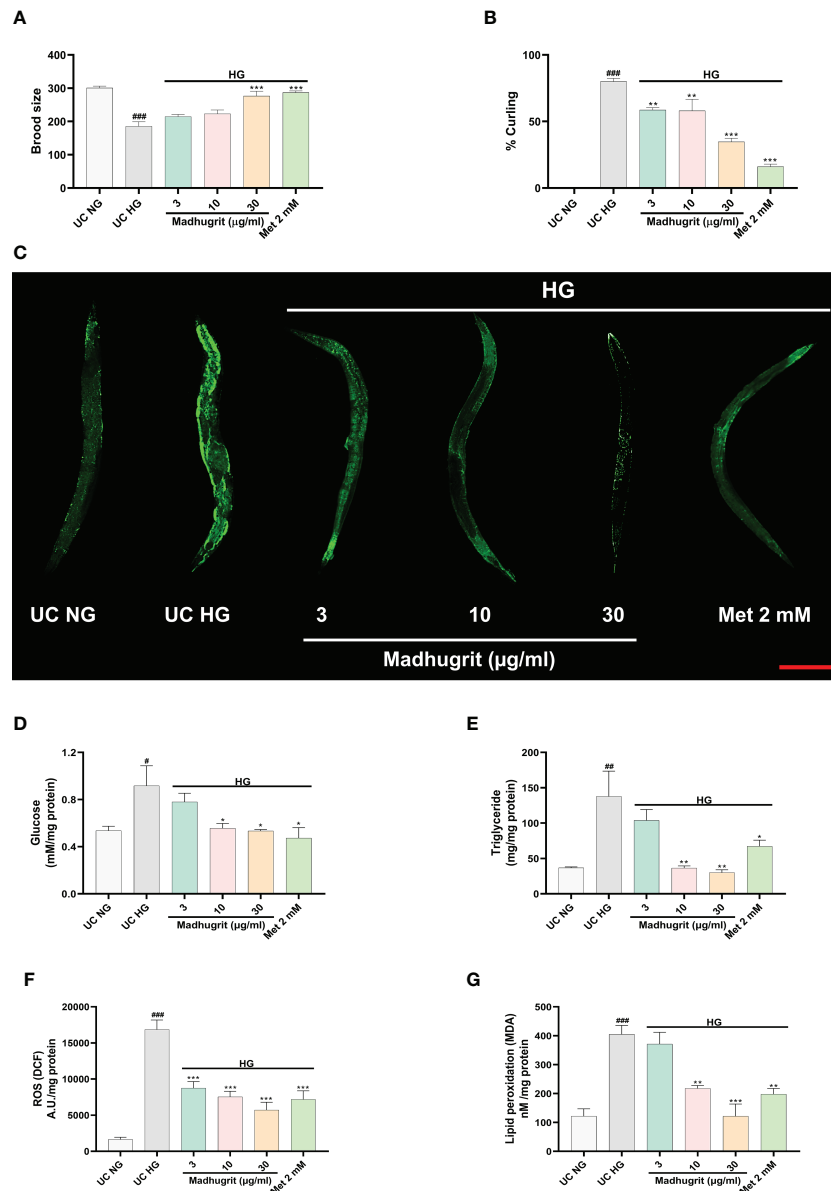 A
Brood size
400
300
200
100
0
###
HG
***
***
UC NG
UC HG
3
10
30
Met 2 mM
Madhugrit (µg/ml)
B
% Curling
100
50
0
###
HG
**
**
***
***
UC NG
UC HG
3
10
30
Met 2 mM
Madhugrit (µg/ml)
C
HG
UC NG
UC HG
3
10
30
Met 2 mM
Madhugrit (µg/ml)
D
Glucose
(mM/mg protein)
1.2
0.8
0.4
0.0
#
HG
*
*
*
UC NG
UC HG
3
10
30
Met 2 mM
Madhugrit (µg/ml)
E
Triglyceride
(mg/mg protein)
200
150
100
50
0
##
HG
**
**
*
UC NG
UC HG
3
10
30
Met 2 mM
Madhugrit (µg/ml)
F
ROS (DCF)
A.U./mg protein
20000
15000
10000
5000
0
###
HG
***
***
***
***
UC NG
UC HG
3
10
30
Met 2 mM
Madhugrit (µg/ml)
G
Lipid peroxidation (MDA)
nM /mg protein
500
400
300
200
100
0
###
HG
**
***
**
UC NG
UC HG
3
10
30
Met 2 mM
Madhugrit (µg/ml)